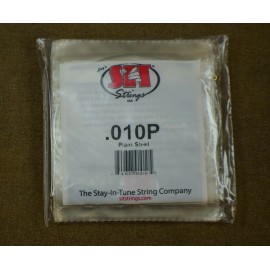 SIT
Strings
.010P
Plain Steel
The Stay-In-Tune String Company
sitstrings.com